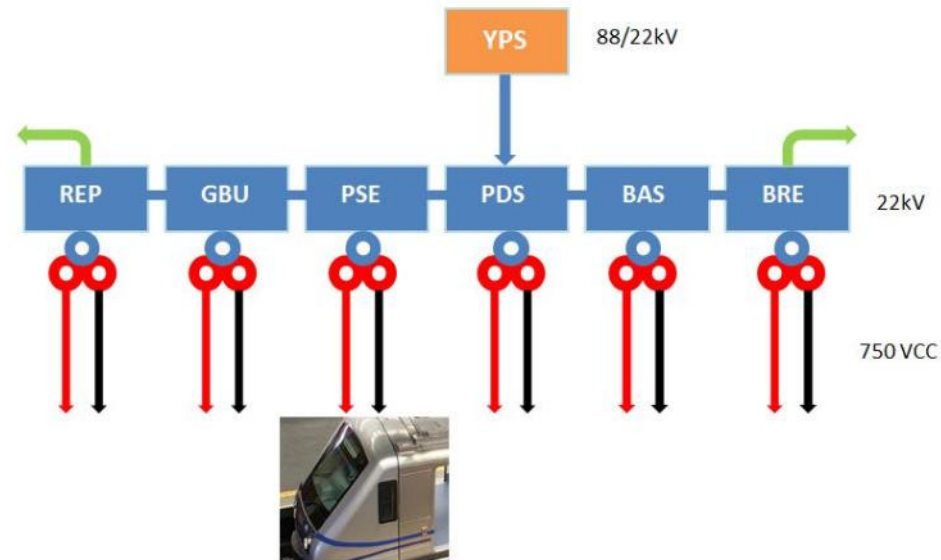 YPS
88/22kV
REP
GBU
PSE
PDS
BAS
BRE
22kV
750 VCC